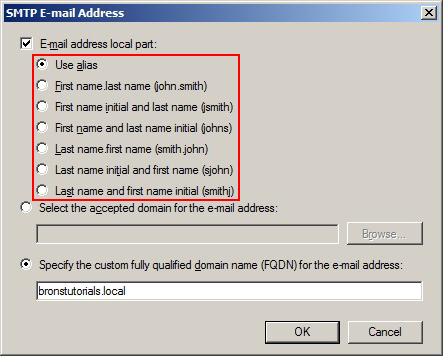 SMTP E-mail Address
E-mail address local part:
Use alias
First name.last name (john.smith)
First name initial and last name (jsmith)
First name and last name initial (johns)
Last name.first name (smith.john)
Last name initial and first name (sjohn)
Last name and first name initial (smithj)
Select the accepted domain for the e-mail address:
Browse...
Specify the custom fully qualified domain name (FQDN) for the e-mail address:
bronstutorials.local
OK Cancel